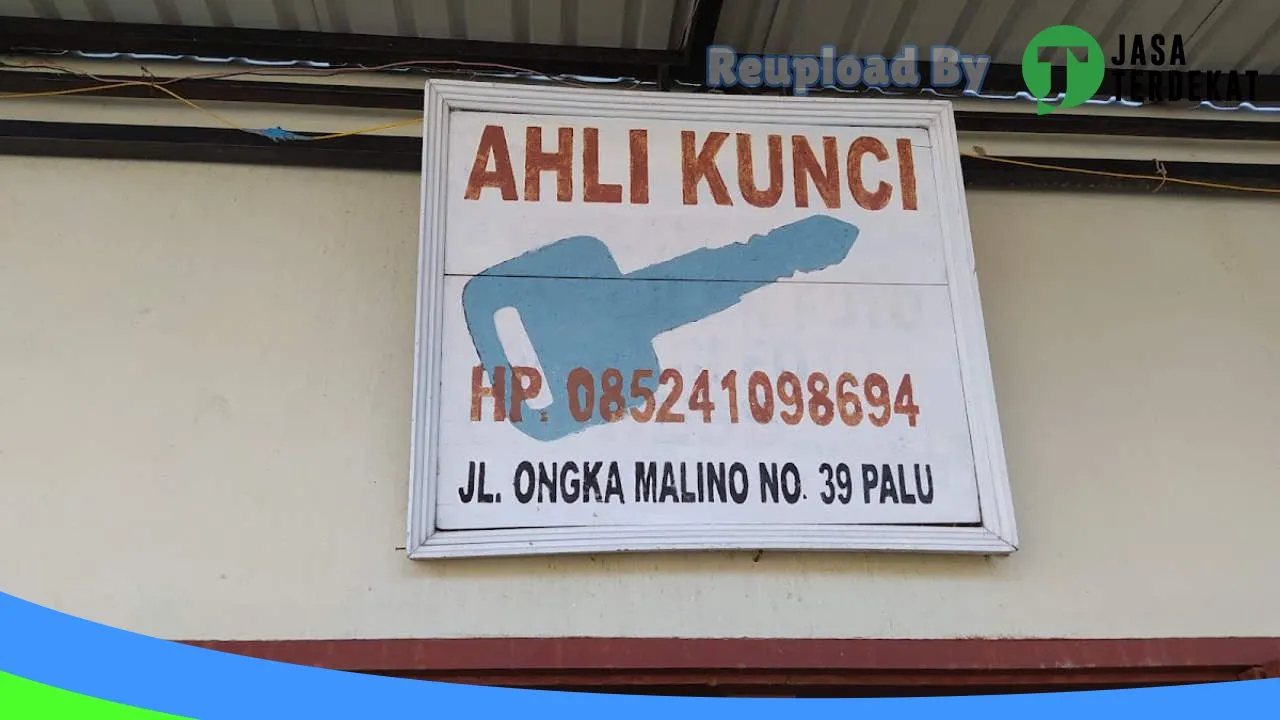 Reupload By
JASA
TERDEKAT
AHLI KUNCI
HP. 085241098694
JL. ONGKA MALINO NO. 39 PALU